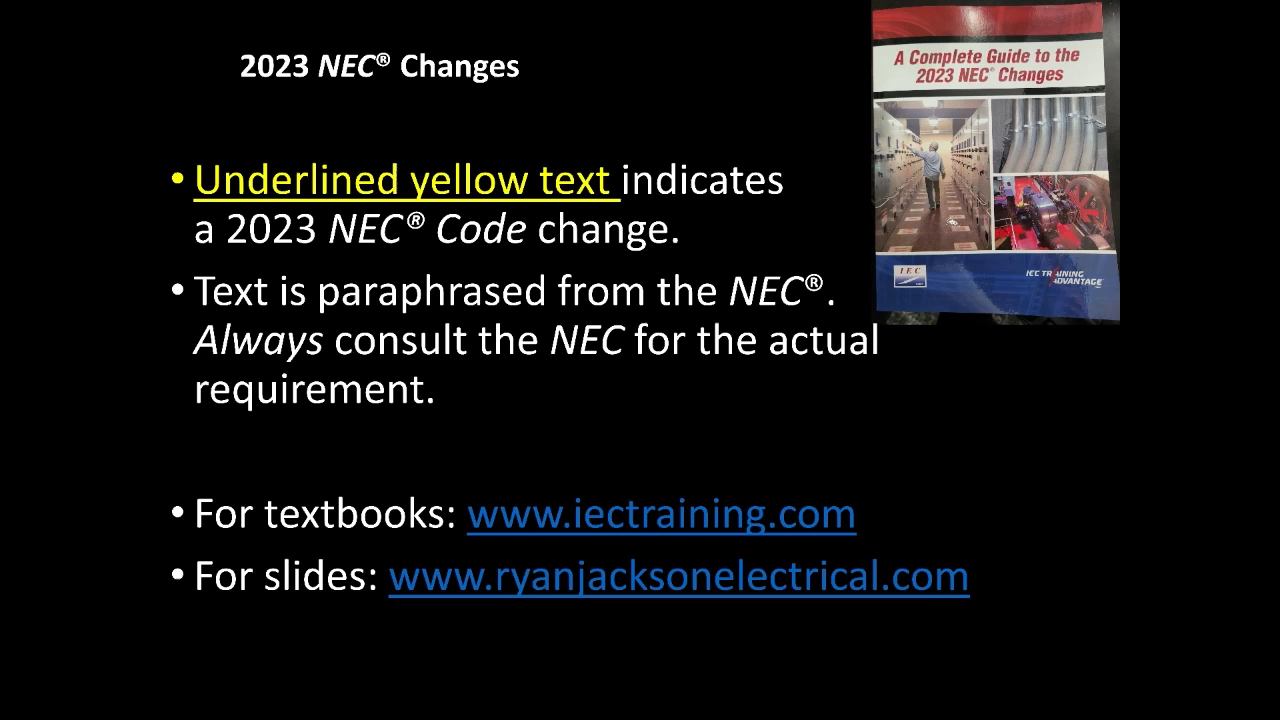 2023 NEC® Changes
A Complete Guide to the
2023 NEC® Changes
IEC
IEC TRAINING
ADVANTAGE
• Underlined yellow text indicates
a 2023 NEC® Code change.
• Text is paraphrased from the NEC®.
Always consult the NEC for the actual
requirement.
• For textbooks: www.iectraining.com
• For slides: www.ryanjacksonelectrical.com